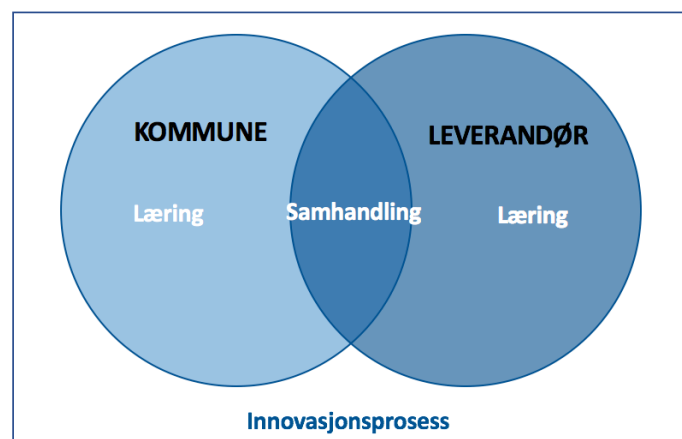 KOMMUNE
LEVERANDØR
Læring
Samhandling
Læring
Innovasjonsprosess